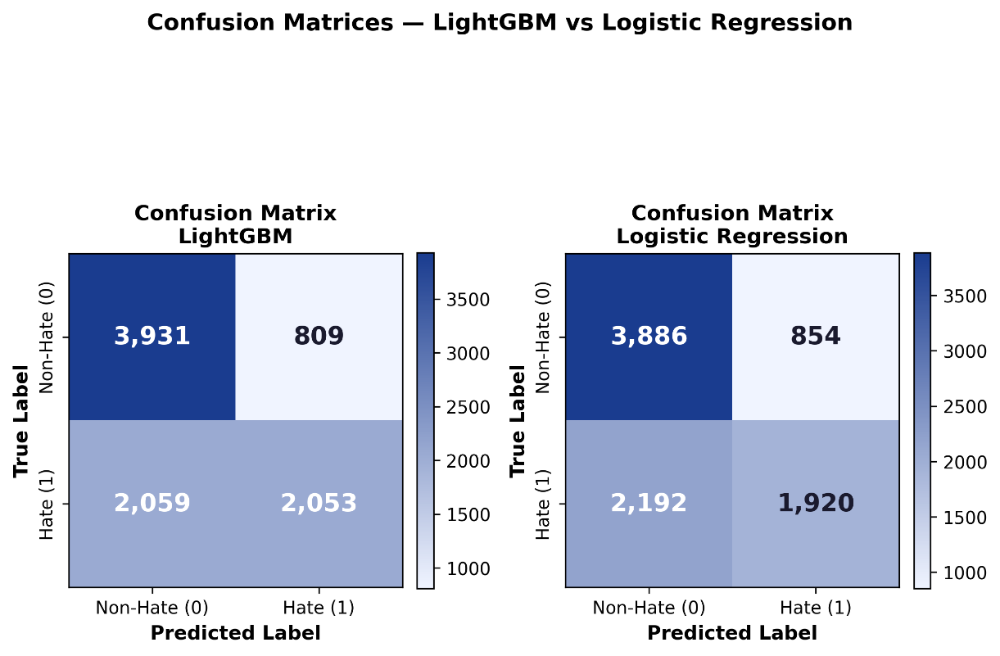 Confusion Matrices — LightGBM vs Logistic Regression
Confusion Matrix
LightGBM
True Label
Non-Hate (0)
Hate (1)
3,931
809
2,059
2,053
Non-Hate (0)
Hate (1)
Predicted Label
3500
3000
2500
2000
1500
1000
Confusion Matrix
Logistic Regression
True Label
Non-Hate (0)
Hate (1)
3,886
854
2,192
1,920
Non-Hate (0)
Hate (1)
Predicted Label
3500
3000
2500
2000
1500
1000